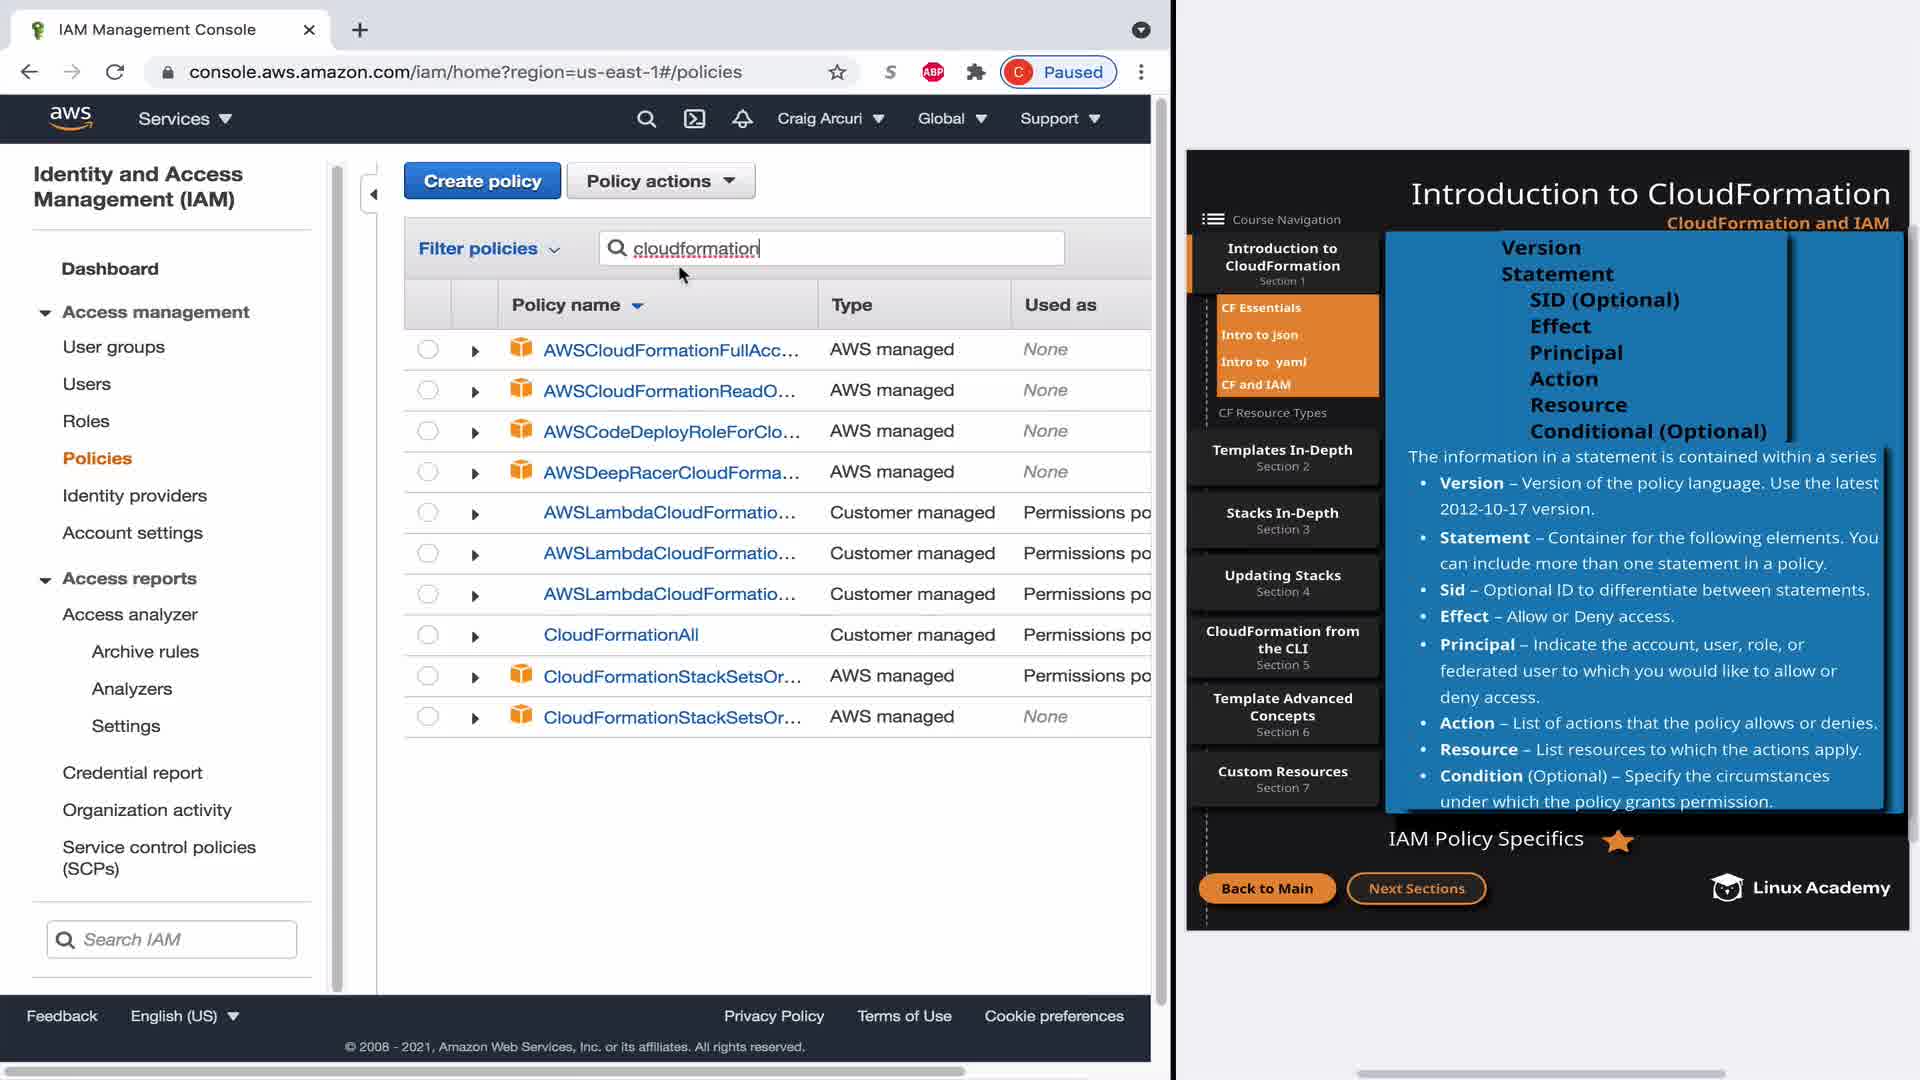 IAM Management Console
console.aws.amazon.com/iam/home?region=us-east-1#/policies
S
ABP
C
Paused
aws
Services
Craig Arcuri
Global
Support
Identity and Access
Management (IAM)
Dashboard
Access management
User groups
Users
Roles
Policies
Identity providers
Account settings
Access reports
Access analyzer
Archive rules
Analyzers
Settings
Credential report
Organization activity
Service control policies
(SCPs)
Search IAM
Create policy
Policy actions
Filter policies
cloudformation
Policy name Type Used as
AWSCloudFormationFullAcc... AWS managed None
AWSCloudFormationReadO... AWS managed None
AWSCodeDeployRoleForClo... AWS managed None
AWSDeepRacerCloudForma... AWS managed None
AWSLambdaCloudFormatio... Customer managed Permissions po
AWSLambdaCloudFormatio... Customer managed Permissions po
AWSLambdaCloudFormatio... Customer managed Permissions po
CloudFormationAll Customer managed Permissions po
CloudFormationStackSetsOr... AWS managed Permissions po
CloudFormationStackSetsOr... AWS managed None
Feedback
English (US)
Privacy Policy
Terms of Use
Cookie preferences
© 2008 - 2021, Amazon Web Services, Inc. or its affiliates. All rights reserved.
Introduction to CloudFormation
CloudFormation and IAM
Course Navigation
Introduction to
CloudFormation
Section 1
CF Essentials
Intro to Json
Intro to yaml
CF and IAM
CF Resource Types
Templates In-Depth
Section 2
Stacks In-Depth
Section 3
Updating Stacks
Section 4
CloudFormation from
the CLI
Section 5
Template Advanced
Concepts
Section 6
Custom Resources
Section 7
Version
Statement
SID (Optional)
Effect
Principal
Action
Resource
Conditional (Optional)
The information in a statement is contained within a series
• Version – Version of the policy language. Use the latest
2012-10-17 version.
• Statement – Container for the following elements. You
can include more than one statement in a policy.
• Sid – Optional ID to differentiate between statements.
• Effect – Allow or Deny access.
• Principal – Indicate the account, user, role, or
federated user to which you would like to allow or
deny access.
• Action – List of actions that the policy allows or denies.
• Resource – List resources to which the actions apply.
• Condition (Optional) – Specify the circumstances
under which the policy grants permission.
IAM Policy Specifics
Back to Main
Next Sections
Linux Academy